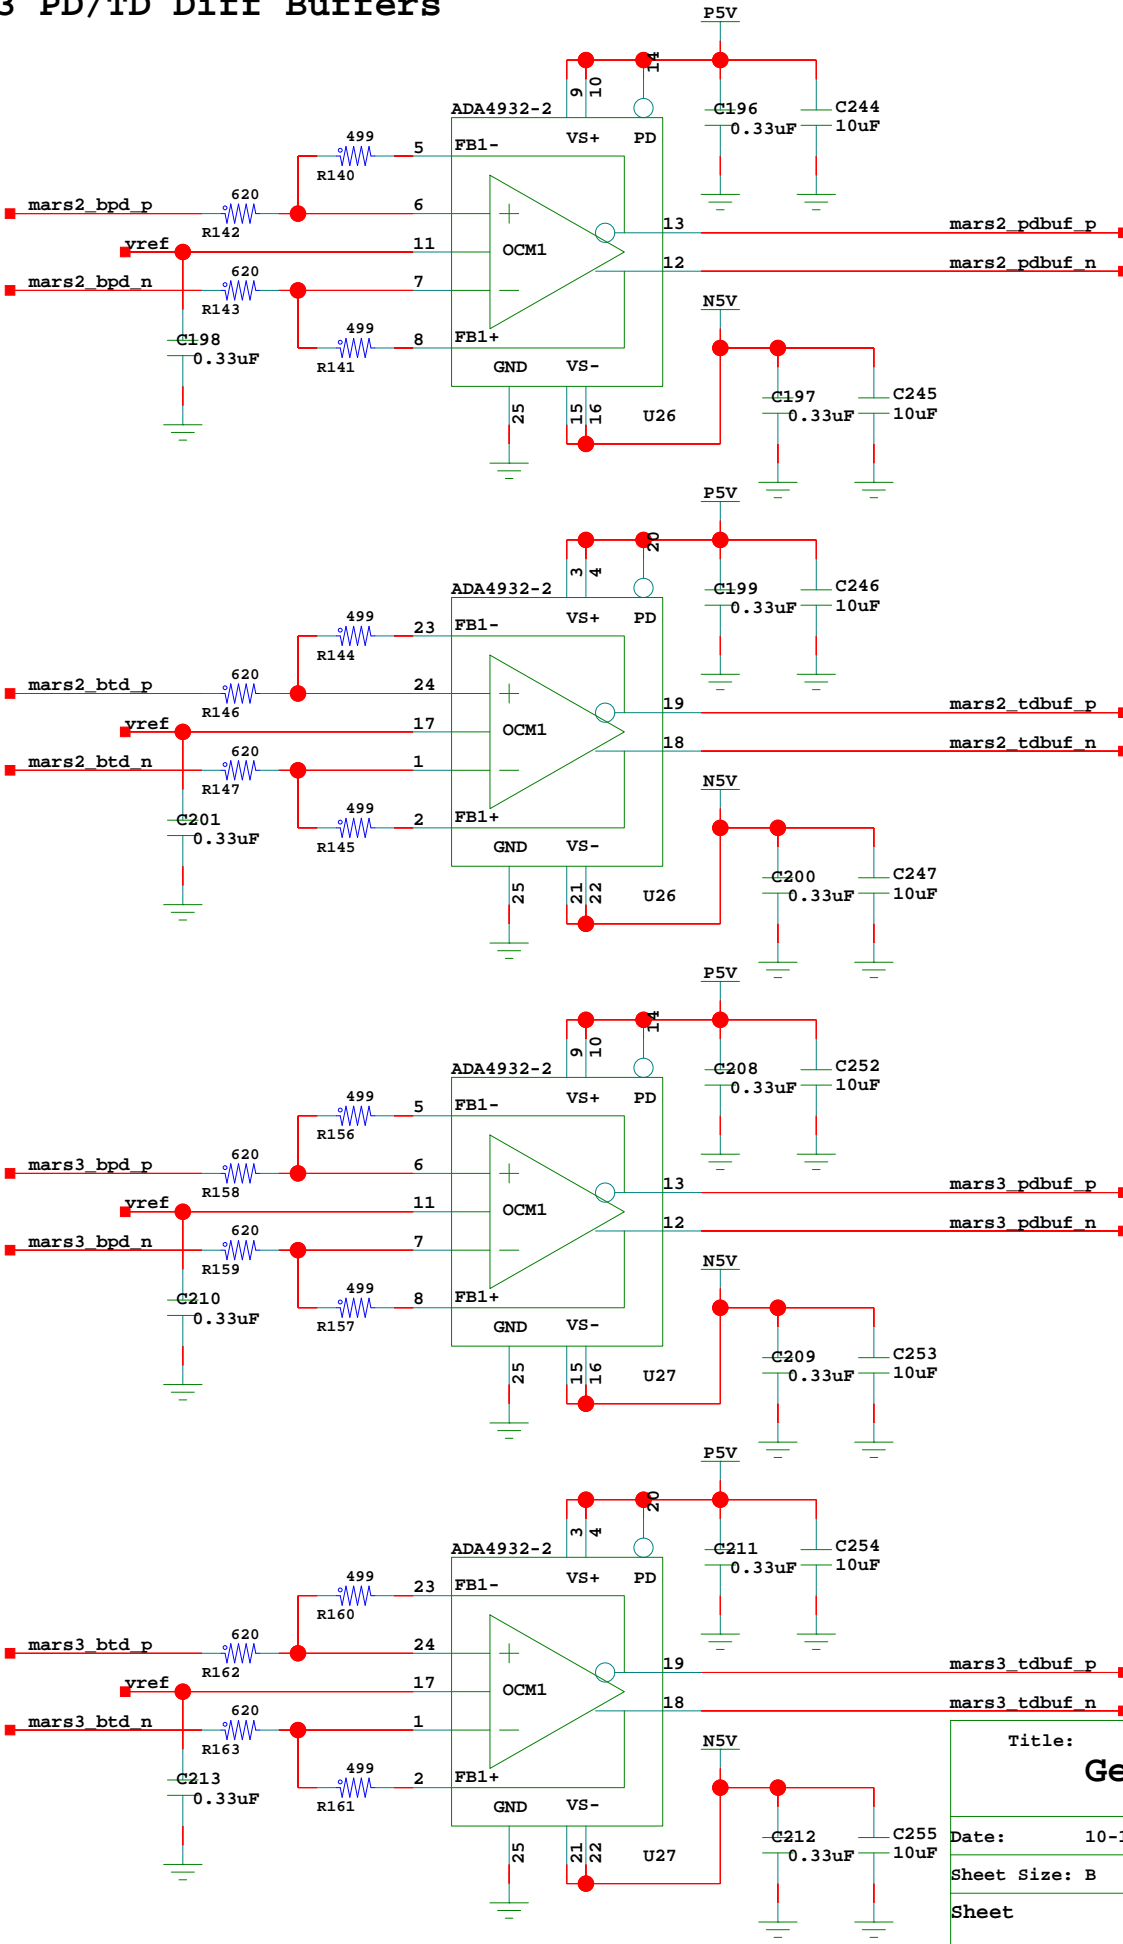 3 PD/TD Diff Buffers
P5V
14
9 10
C196 0.33uF
C244 10uF
ADA4932-2
VS+ PD
499
R140
5 FB1-
mars2_bpd_p
620
R142
6
vref
11 OCM1
13 mars2_pdbuf_p
12 mars2_pdbuf_n
mars2_bpd_n
620
R143
7
N5V
C198 0.33uF
499
R141
8 FB1+
GND VS-
25 15 16
U26
C197 0.33uF
C245 10uF
P5V
20
3 4
C199 0.33uF
C246 10uF
ADA4932-2
VS+ PD
499
R144
23 FB1-
mars2_btd_p
620
R146
24
vref
17 OCM1
19 mars2_tdbuf_p
18 mars2_tdbuf_n
mars2_btd_n
620
R147
1
N5V
C201 0.33uF
499
R145
2 FB1+
GND VS-
25 21 22
U26
C200 0.33uF
C247 10uF
P5V
14
9 10
C208 0.33uF
C252 10uF
ADA4932-2
VS+ PD
499
R156
5 FB1-
mars3_bpd_p
620
R158
6
vref
11 OCM1
13 mars3_pdbuf_p
12 mars3_pdbuf_n
mars3_bpd_n
620
R159
7
N5V
C210 0.33uF
499
R157
8 FB1+
GND VS-
25 15 16
U27
C209 0.33uF
C253 10uF
P5V
20
3 4
C211 0.33uF
C254 10uF
ADA4932-2
VS+ PD
499
R160
23 FB1-
mars3_btd_p
620
R162
24
vref
17 OCM1
19 mars3_tdbuf_p
18 mars3_tdbuf_n
mars3_btd_n
620
R163
1
N5V
C213 0.33uF
499
R161
2 FB1+
GND VS-
25 21 22
U27
C212 0.33uF
C255 10uF
Title:
Ge
Date: 10-1
Sheet Size: B
Sheet